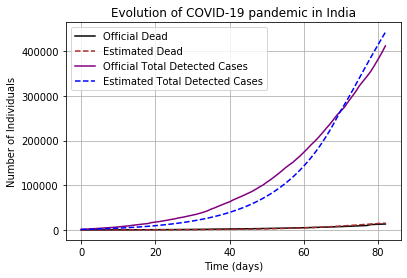 Evolution of COVID-19 pandemic in India
Official Dead
Estimated Dead
Official Total Detected Cases
Estimated Total Detected Cases
Number of Individuals
400000
300000
200000
100000
0
0 20 40 60 80
Time (days)